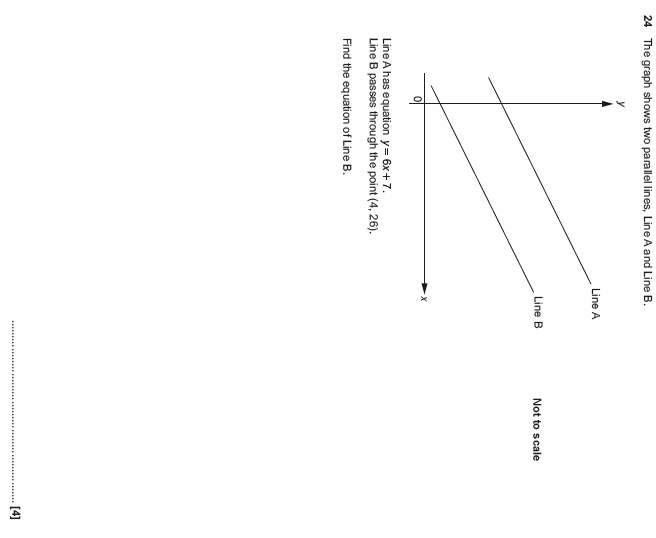 24 The graph shows two parallel lines, Line A and Line B.
y
Line A
Line B
Not to scale
0
x
Line A has equation y = 6x + 7.
Line B passes through the point (4, 26).
Find the equation of Line B.
.................................................. [4]